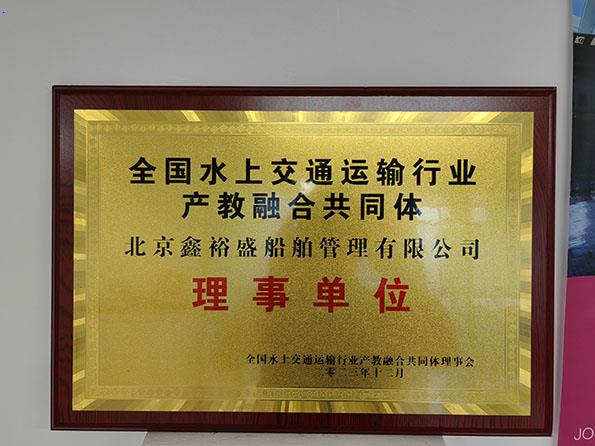 全国水上交通运输行业
产教融合共同体
北京鑫裕盛船舶管理有限公司
理事单位
全国水上交通运输行业产教融合共同体理事会
二零二三年十二月
JO